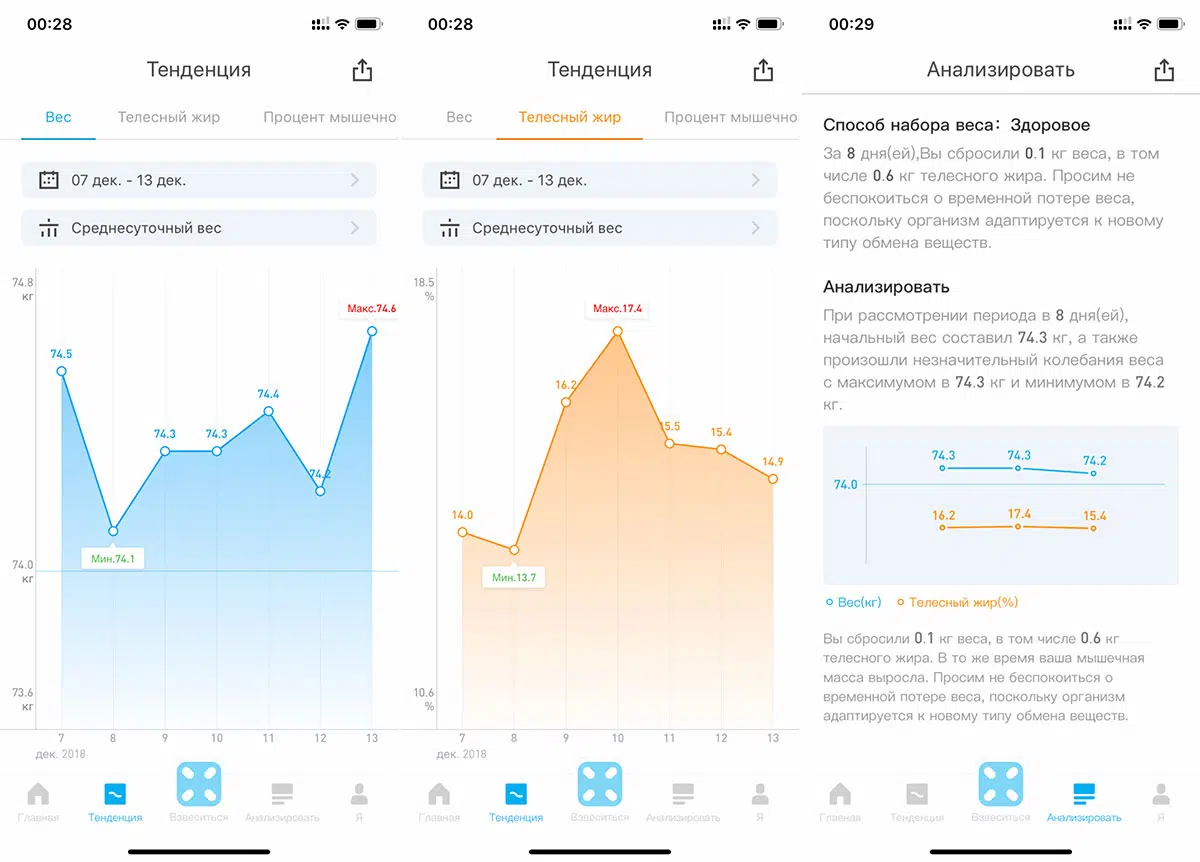 00:28
Тенденция
Вес Телесный жир Процент мышечно
07 дек. - 13 дек.
Среднесуточный вес
74.8
кг
Макс.74.6
74.5
74.4
74.3 74.3
74.2
Мин.74.1
74.0
кг
73.6
кг
7 8 9 10 11 12 13
дек. 2018
Главная Тенденция Взвеситься Анализировать Я
00:28
Тенденция
Вес Телесный жир Процент мышечно
07 дек. - 13 дек.
Среднесуточный вес
18.5
%
Макс.17.4
16.2
15.5 15.4
14.9
14.0
Мин.13.7
10.6
%
7 8 9 10 11 12 13
дек. 2018
Главная Тенденция Взвеситься Анализировать Я
00:29
Анализировать
Способ набора веса: Здоровое
За 8 дня(ей),Вы сбросили 0.1 кг веса, в том
числе 0.6 кг телесного жира. Просим не
беспокоиться о временной потере веса,
поскольку организм адаптируется к новому
типу обмена веществ.
Анализировать
При рассмотрении периода в 8 дня(ей),
начальный вес составил 74.3 кг, а также
произошли незначительный колебания веса
с максимумом в 74.3 кг и минимумом в 74.2
кг.
74.3 74.3 74.2
74.0
16.2 17.4 15.4
Вес(кг) Телесный жир(%)
Вы сбросили 0.1 кг веса, в том числе 0.6 кг
телесного жира. В то же время ваша мышечная
масса выросла. Просим не беспокоиться о
временной потере веса, поскольку организм
адаптируется к новому типу обмена веществ.
Главная Тенденция Взвеситься Анализировать Я